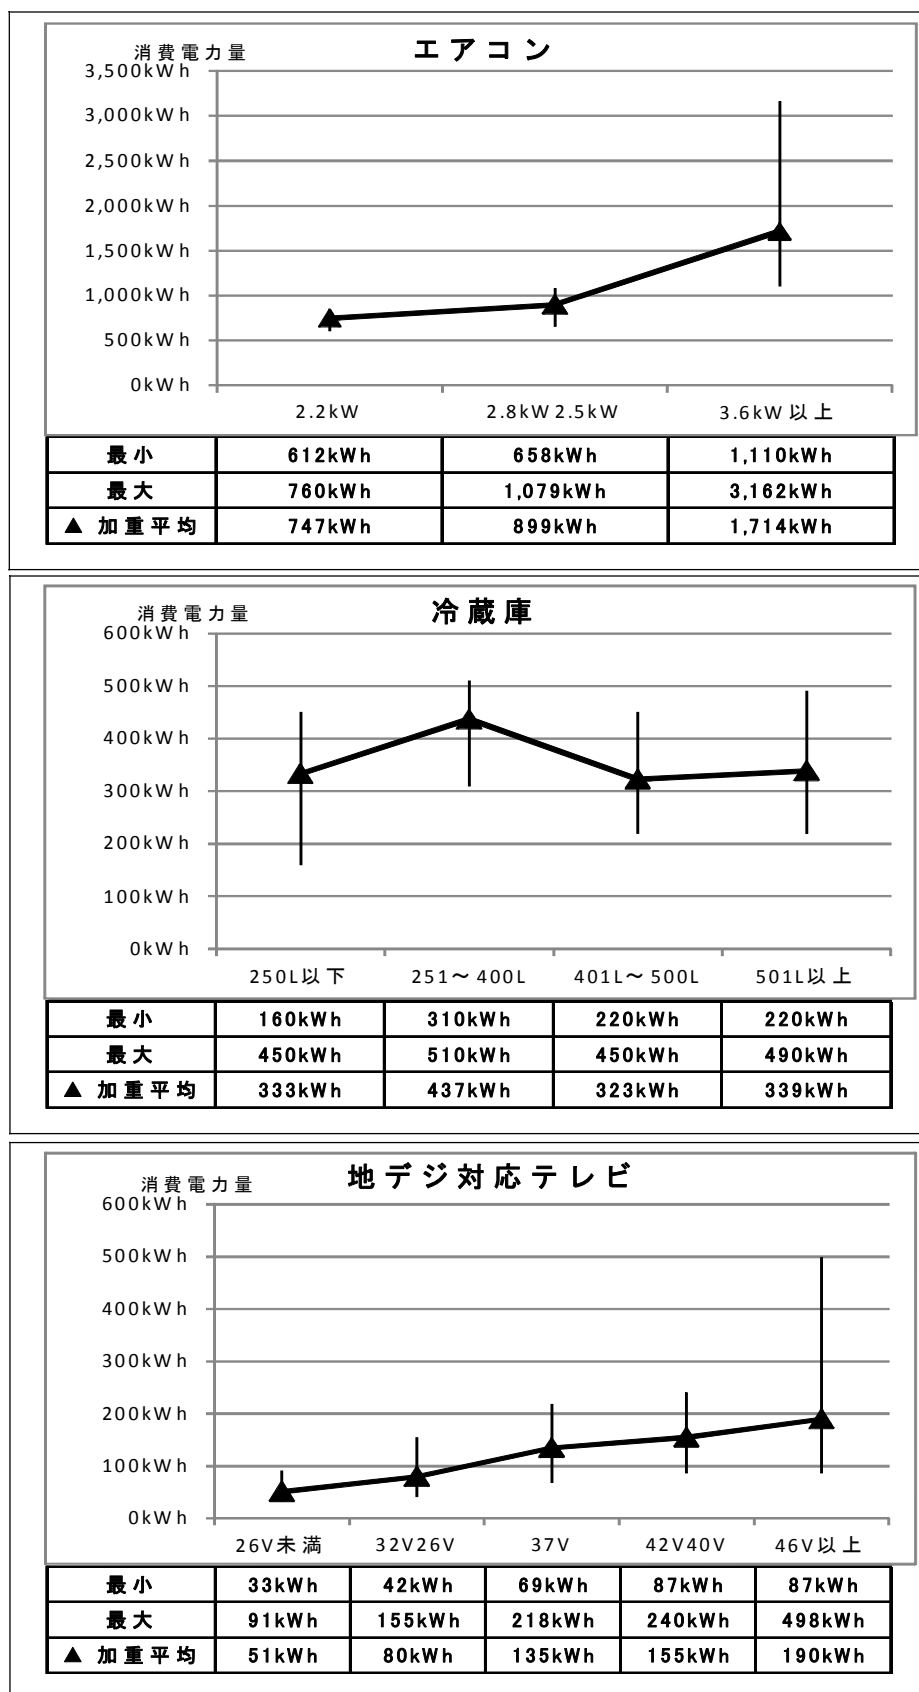 エアコン
消費電力量
3,500kWh
3,000kWh
2,500kWh
2,000kWh
1,500kWh
1,000kWh
500kWh
0kWh
2.2kW 2.8kW2.5kW 3.6kW以上
最小 612kWh 658kWh 1,110kWh
最大 760kWh 1,079kWh 3,162kWh
▲ 加重平均 747kWh 899kWh 1,714kWh
冷蔵庫
消費電力量
600kWh
500kWh
400kWh
300kWh
200kWh
100kWh
0kWh
250L以下 251～400L 401L～500L 501L以上
最小 160kWh 310kWh 220kWh 220kWh
最大 450kWh 510kWh 450kWh 490kWh
▲ 加重平均 333kWh 437kWh 323kWh 339kWh
地デジ対応テレビ
消費電力量
600kWh
500kWh
400kWh
300kWh
200kWh
100kWh
0kWh
26V未満 32V26V 37V 42V40V 46V以上
最小 33kWh 42kWh 69kWh 87kWh 87kWh
最大 91kWh 155kWh 218kWh 240kWh 498kWh
▲ 加重平均 51kWh 80kWh 135kWh 155kWh 190kWh